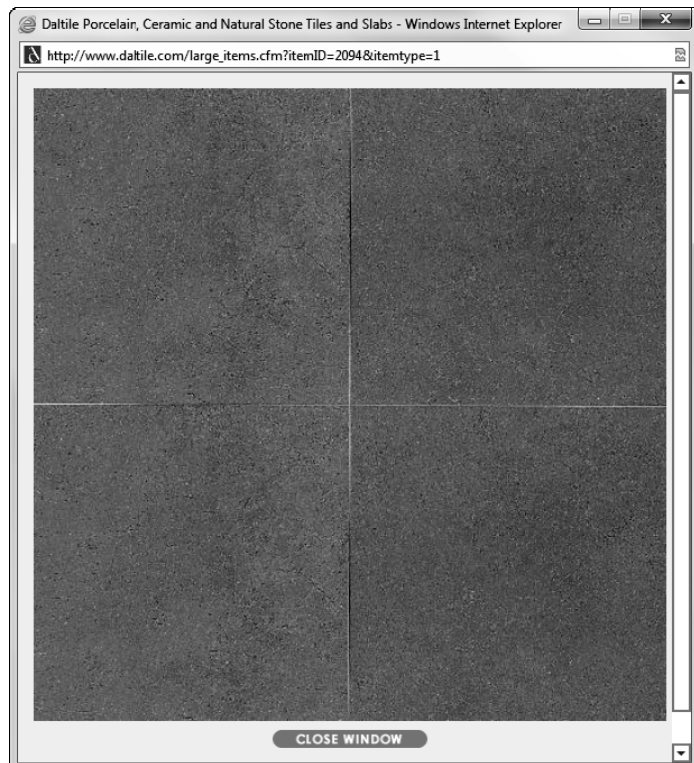 Daltile Porcelain, Ceramic and Natural Stone Tiles and Slabs - Windows Internet Explorer
http://www.daltile.com/large_items.cfm?itemID=2094&itemtype=1
CLOSE WINDOW